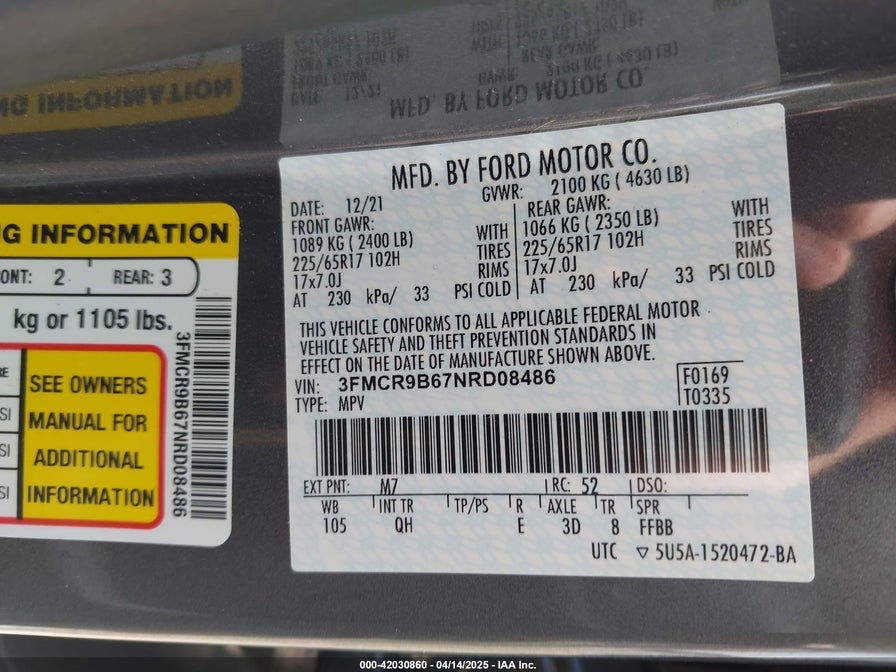 MFD. BY FORD MOTOR CO.
DATE: 12/21
GVWR: 2100 KG ( 4630 LB)
FRONT GAWR:
1089 KG ( 2400 LB)
225/65R17 102H
17x7.0J
WITH
TIRES
RIMS
AT 230 kPa/ 33 PSI COLD
REAR GAWR:
1066 KG ( 2350 LB)
225/65R17 102H
17x7.0J
WITH
TIRES
RIMS
AT 230 kPa/ 33 PSI COLD
THIS VEHICLE CONFORMS TO ALL APPLICABLE FEDERAL MOTOR
VEHICLE SAFETY AND THEFT PREVENTION STANDARDS IN
EFFECT ON THE DATE OF MANUFACTURE SHOWN ABOVE.
VIN: 3FMCR9B67NRD08486
TYPE: MPV
F0169
T0335
EXT PNT: M7 RC: 52 DSO:
WB INT TR TP/PS R AXLE TR SPR
105 QH E 3D 8 FFBB
UTC ▽ 5U5A-1520472-BA
G INFORMATION
ONT: 2 REAR: 3
kg or 1105 lbs.
3FMCR9B67NRD08486
RE
SI
SI
SI
SEE OWNERS
MANUAL FOR
ADDITIONAL
INFORMATION
000-42030860 - 04/14/2025 - IAA Inc.